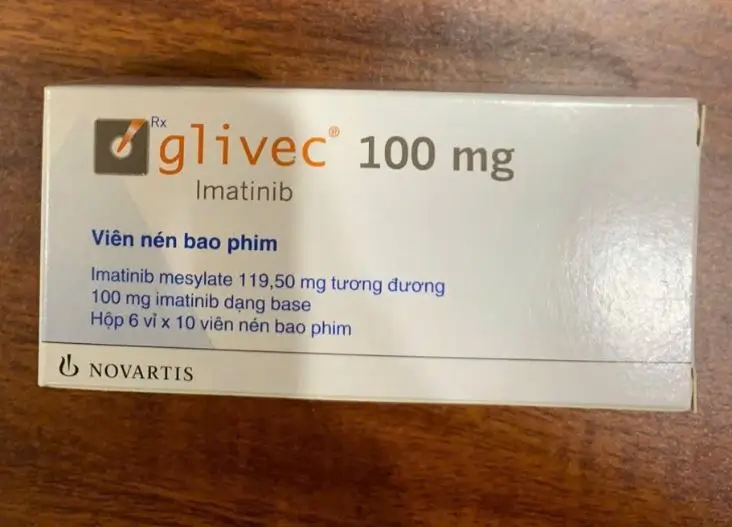 Rx
glivec® 100 mg
Imatinib
Viên nén bao phim
Imatinib mesylate 119,50 mg tương đương
100 mg imatinib dạng base
Hộp 6 vỉ x 10 viên nén bao phim
NOVARTIS